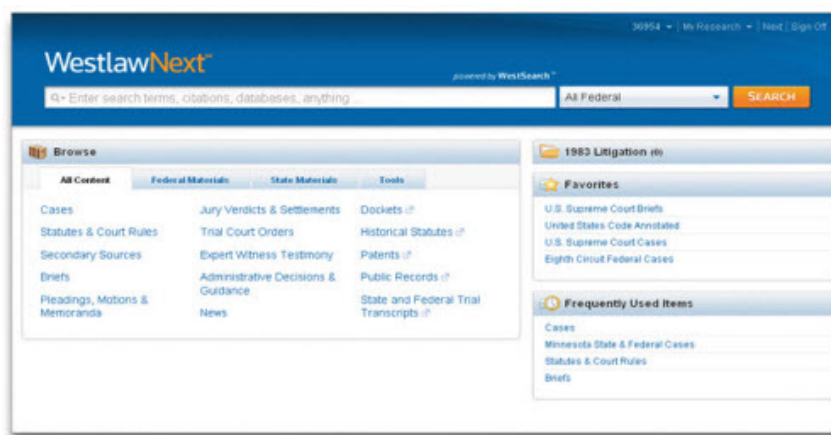 36954 | My Research | Next | Sign Off
WestlawNext™
powered by WestSearch™
Enter search terms, citations, databases, anything ...
All Federal
SEARCH
Browse
All Content Federal Materials State Materials Tools
Cases Jury Verdicts & Settlements Dockets
Statutes & Court Rules Trial Court Orders Historical Statutes
Secondary Sources Expert Witness Testimony Patents
Briefs Administrative Decisions & Guidance Public Records
Pleadings, Motions & Memoranda News State and Federal Trial Transcripts
1983 Litigation (0)
Favorites
U.S. Supreme Court Briefs
United States Code Annotated
U.S. Supreme Court Cases
Eighth Circuit Federal Cases
Frequently Used Items
Cases
Minnesota State & Federal Cases
Statutes & Court Rules
Briefs